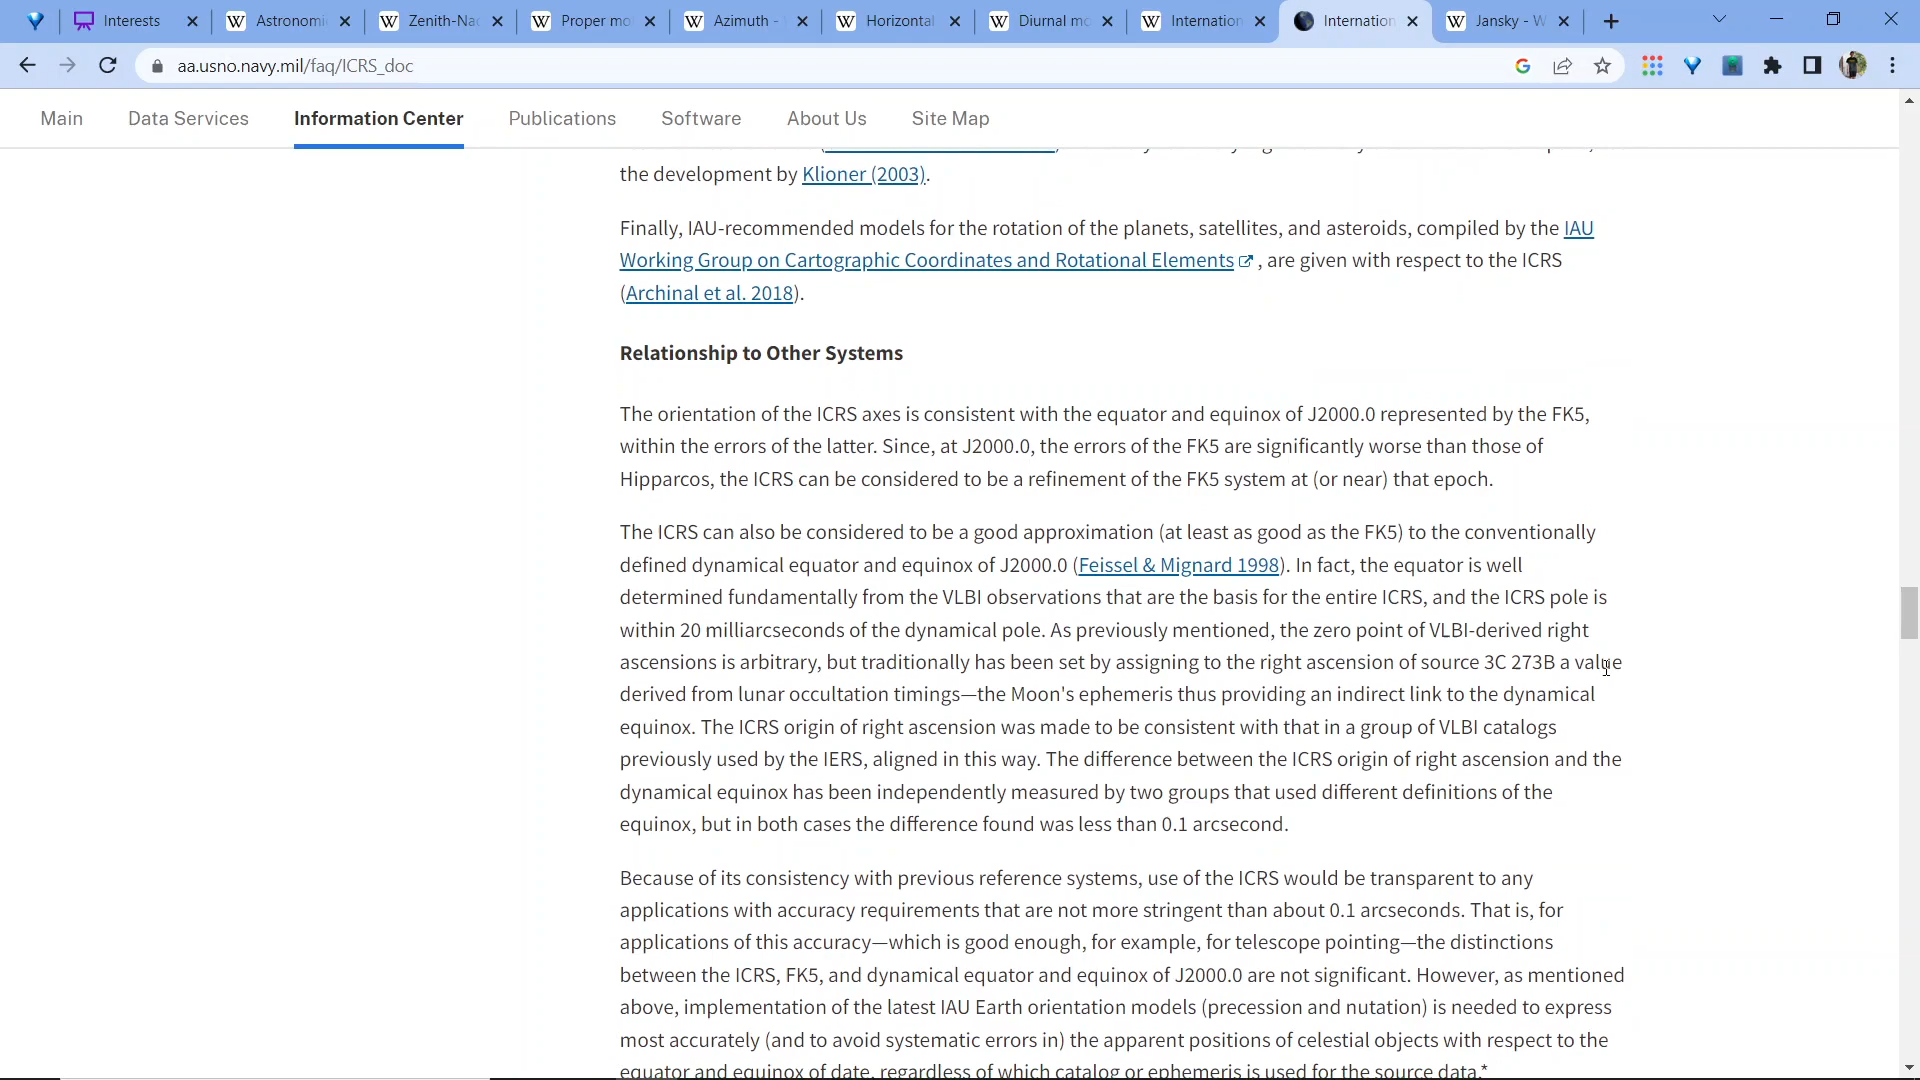 Interests
Astronomi
Zenith-Na
Proper mo
Azimuth -
Horizontal
Diurnal mo
Internation
Internation
Jansky - W
aa.usno.navy.mil/faq/ICRS_doc
Main
Data Services
Information Center
Publications
Software
About Us
Site Map
the development by Klioner (2003).
Finally, IAU-recommended models for the rotation of the planets, satellites, and asteroids, compiled by the IAU
Working Group on Cartographic Coordinates and Rotational Elements , are given with respect to the ICRS
(Archinal et al. 2018).
Relationship to Other Systems
The orientation of the ICRS axes is consistent with the equator and equinox of J2000.0 represented by the FK5,
within the errors of the latter. Since, at J2000.0, the errors of the FK5 are significantly worse than those of
Hipparcos, the ICRS can be considered to be a refinement of the FK5 system at (or near) that epoch.
The ICRS can also be considered to be a good approximation (at least as good as the FK5) to the conventionally
defined dynamical equator and equinox of J2000.0 (Feissel & Mignard 1998). In fact, the equator is well
determined fundamentally from the VLBI observations that are the basis for the entire ICRS, and the ICRS pole is
within 20 milliarcseconds of the dynamical pole. As previously mentioned, the zero point of VLBI-derived right
ascensions is arbitrary, but traditionally has been set by assigning to the right ascension of source 3C 273B a value
derived from lunar occultation timings—the Moon's ephemeris thus providing an indirect link to the dynamical
equinox. The ICRS origin of right ascension was made to be consistent with that in a group of VLBI catalogs
previously used by the IERS, aligned in this way. The difference between the ICRS origin of right ascension and the
dynamical equinox has been independently measured by two groups that used different definitions of the
equinox, but in both cases the difference found was less than 0.1 arcsecond.
Because of its consistency with previous reference systems, use of the ICRS would be transparent to any
applications with accuracy requirements that are not more stringent than about 0.1 arcseconds. That is, for
applications of this accuracy—which is good enough, for example, for telescope pointing—the distinctions
between the ICRS, FK5, and dynamical equator and equinox of J2000.0 are not significant. However, as mentioned
above, implementation of the latest IAU Earth orientation models (precession and nutation) is needed to express
most accurately (and to avoid systematic errors in) the apparent positions of celestial objects with respect to the
equator and equinox of date, regardless of which catalog or ephemeris is used for the source data.*